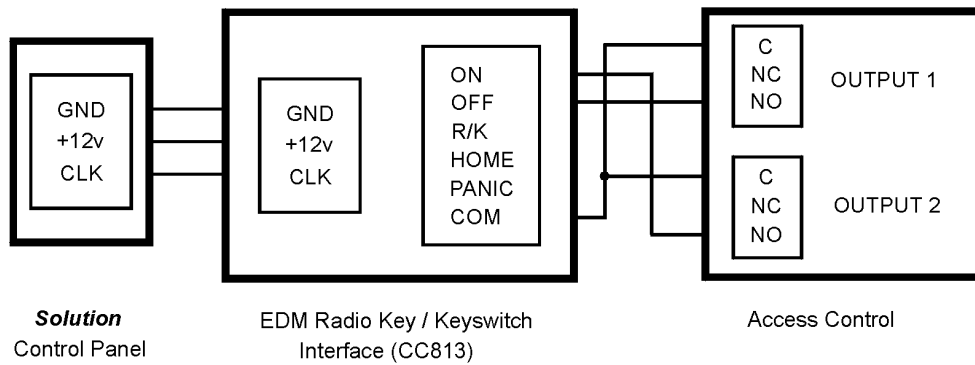 GND
+12v
CLK
GND
+12v
CLK
ON
OFF
R/K
HOME
PANIC
COM
C
NC
NO
OUTPUT 1
C
NC
NO
OUTPUT 2
Solution
Control Panel
EDM Radio Key / Keyswitch
Interface (CC813)
Access Control